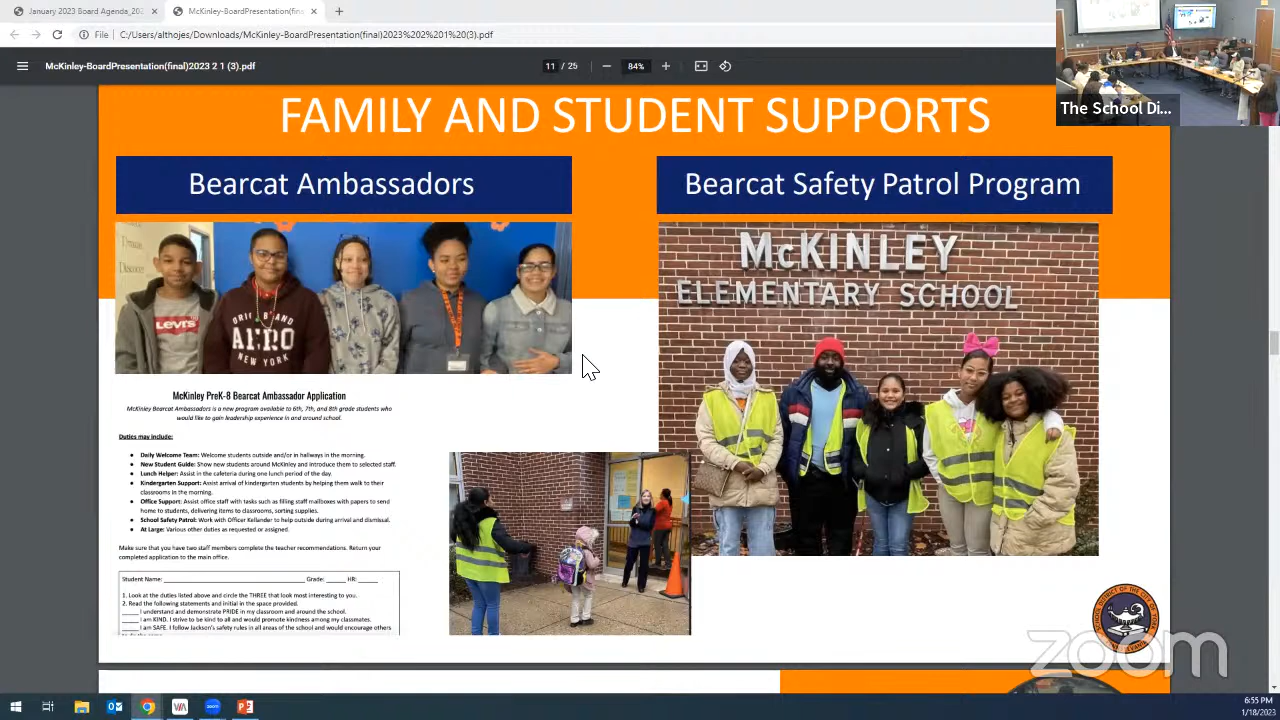 January 2023 Board Agenda_202
McKinley-BoardPresentation(fina
File
C:/Users/althojes/Downloads/McKinley-BoardPresentation(final)2023%202%201%20(3).pdf
McKinley-BoardPresentation(final)2023 2 1 (3).pdf
11 / 25
84%
The School Di...
FAMILY AND STUDENT SUPPORTS
Bearcat Ambassadors
Bearcat Safety Patrol Program
Levi's
AERO
NEW YORK
McKINLEY
ELEMENTARY SCHOOL
McKinley PreK-8 Bearcat Ambassador Application
McKinley Bearcat Ambassadors is a new program available to 6th, 7th, and 8th grade students who
would like to gain leadership experience in and around school.
Duties may include:
Daily Welcome Team: Welcome students outside and/or in hallways in the morning.
New Student Guide: Show new students around McKinley and introduce them to selected staff.
Lunch Helper: Assist in the cafeteria during one lunch period of the day.
Kindergarten Support: Assist arrival of kindergarten students by helping them walk to their
classrooms in the morning.
Office Support: Assist office staff with tasks such as filling staff mailboxes with papers to send
home to students, delivering items to classrooms, sorting supplies.
School Safety Patrol: Work with Officer Kellander to help outside during arrival and dismissal.
At Large: Various other duties as requested or assigned.
Make sure that you have two staff members complete the teacher recommendations. Return your
completed application to the main office.
Student Name: Grade: HR:
1. Look at the duties listed above and circle the THREE that look most interesting to you.
2. Read the following statements and initial in the space provided.
I understand and demonstrate PRIDE in my classroom and around the school.
I am KIND. I strive to be kind to all and would promote kindness among my classmates.
I am SAFE. I follow Jackson's safety rules in all areas of the school and would encourage others
zoom
6:55 PM
1/18/2023